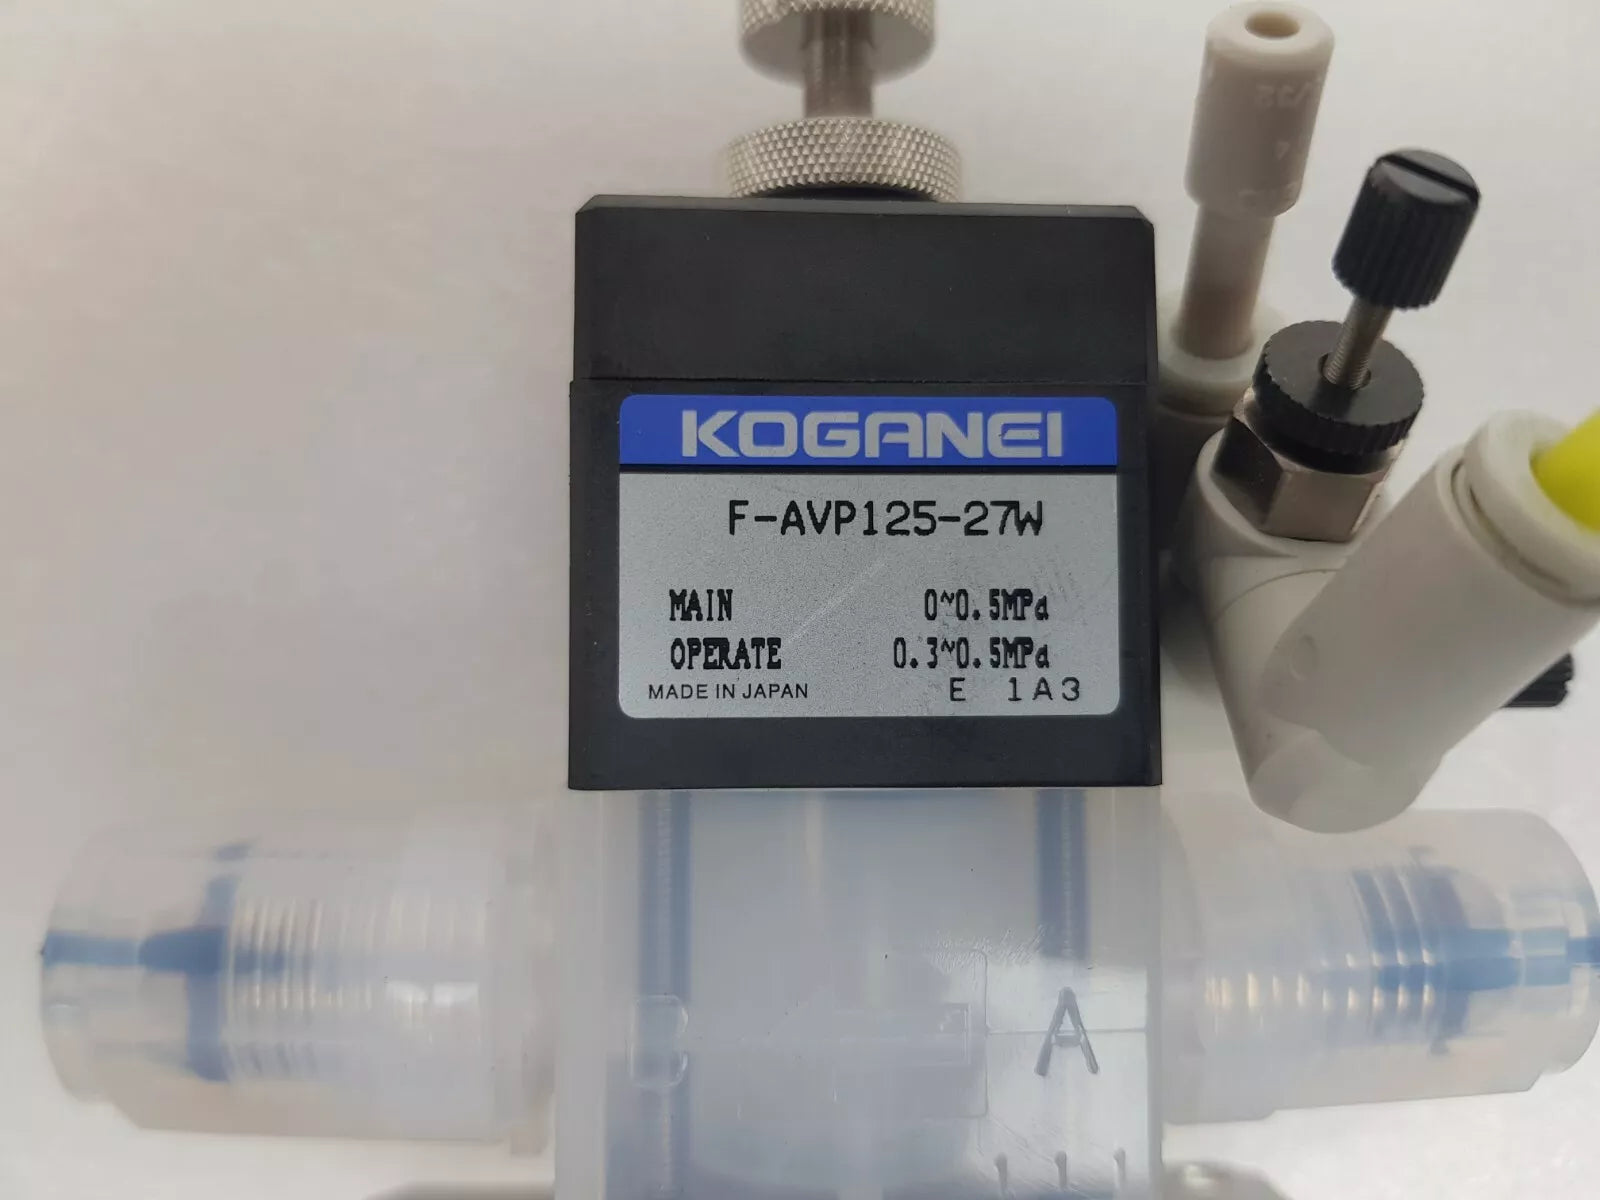 KOGANEI
F-AVP125-27W
MAIN 0~0.5MPa
OPERATE 0.3~0.5MPa
MADE IN JAPAN E 1A3
A